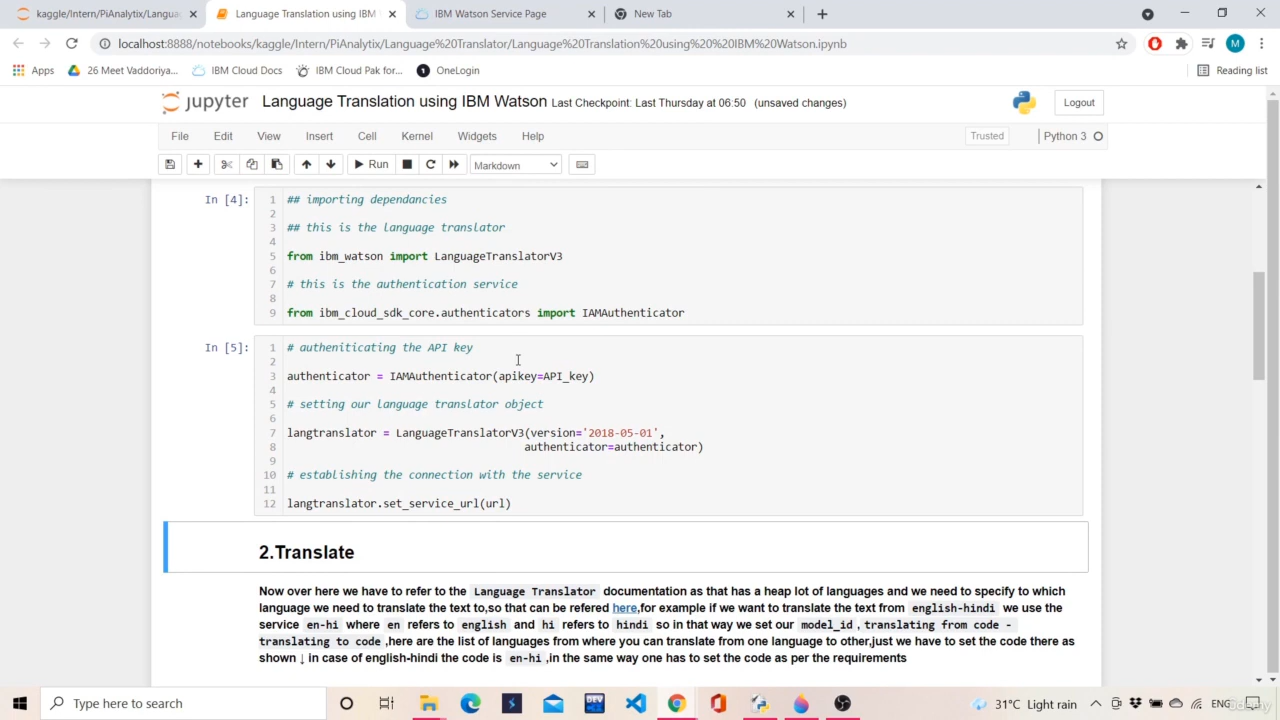 kaggle/Intern/PiAnalytix/Langua
Language Translation using IBM
IBM Watson Service Page
New Tab
localhost:8888/notebooks/kaggle/Intern/PiAnalytix/Language%20Translator/Language%20Translation%20using%20%20IBM%20Watson.ipynb
Apps
26 Meet Vaddoriya...
IBM Cloud Docs
IBM Cloud Pak for...
OneLogin
Reading list
jupyter Language Translation using IBM Watson Last Checkpoint: Last Thursday at 06:50 (unsaved changes)
Logout
File Edit View Insert Cell Kernel Widgets Help
Trusted
Python 3
Run
Markdown
In [4]:
1 ## importing dependancies
2
3 ## this is the language translator
4
5 from ibm_watson import LanguageTranslatorV3
6
7 # this is the authentication service
8
9 from ibm_cloud_sdk_core.authenticators import IAMAuthenticator
In [5]:
1 # autheniticating the API key
2
3 authenticator = IAMAuthenticator(apikey=API_key)
4
5 # setting our language translator object
6
7 langtranslator = LanguageTranslatorV3(version='2018-05-01',
8 authenticator=authenticator)
9
10 # establishing the connection with the service
11
12 langtranslator.set_service_url(url)
2.Translate
Now over here we have to refer to the Language Translator documentation as that has a heap lot of languages and we need to specify to which
language we need to translate the text to,so that can be refered here,for example if we want to translate the text from english-hindi we use the
service en-hi where en refers to english and hi refers to hindi so in that way we set our model_id , translating from code -
translating to code ,here are the list of languages from where you can translate from one language to other,just we have to set the code there as
shown ↓ in case of english-hindi the code is en-hi ,in the same way one has to set the code as per the requirements
Type here to search
31°C Light rain
ENG
Udemy